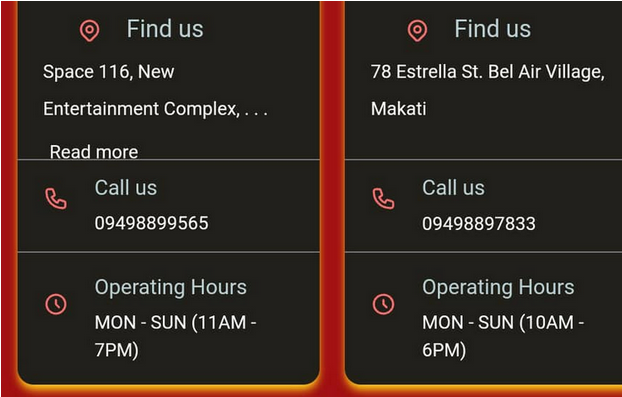 Find us
Space 116, New
Entertainment Complex, . . .
Read more
Call us
09498899565
Operating Hours
MON - SUN (11AM -
7PM)
Find us
78 Estrella St. Bel Air Village,
Makati
Call us
09498897833
Operating Hours
MON - SUN (10AM -
6PM)